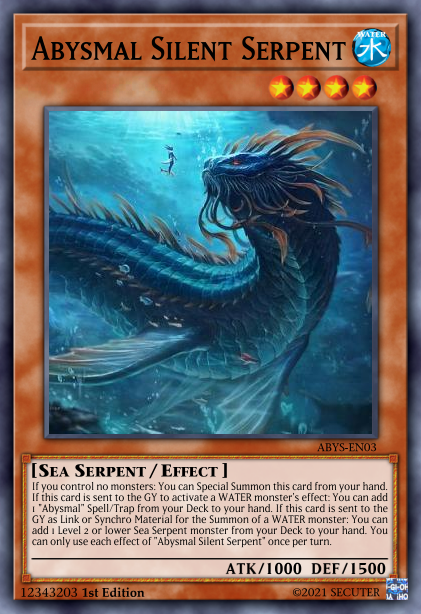 Abysmal Silent Serpent
WATER
水
ABYS-EN03
[Sea Serpent / Effect ]
If you control no monsters: You can Special Summon this card from your hand.
If this card is sent to the GY to activate a WATER monster's effect: You can add
1 "Abysmal" Spell/Trap from your Deck to your hand. If this card is sent to the
GY as Link or Synchro Material for the Summon of a WATER monster: You can
add 1 Level 2 or lower Sea Serpent monster from your Deck to your hand. You
can only use each effect of "Abysmal Silent Serpent" once per turn.
ATK/1000 DEF/1500
12343203 1st Edition
©2021 SECUTER